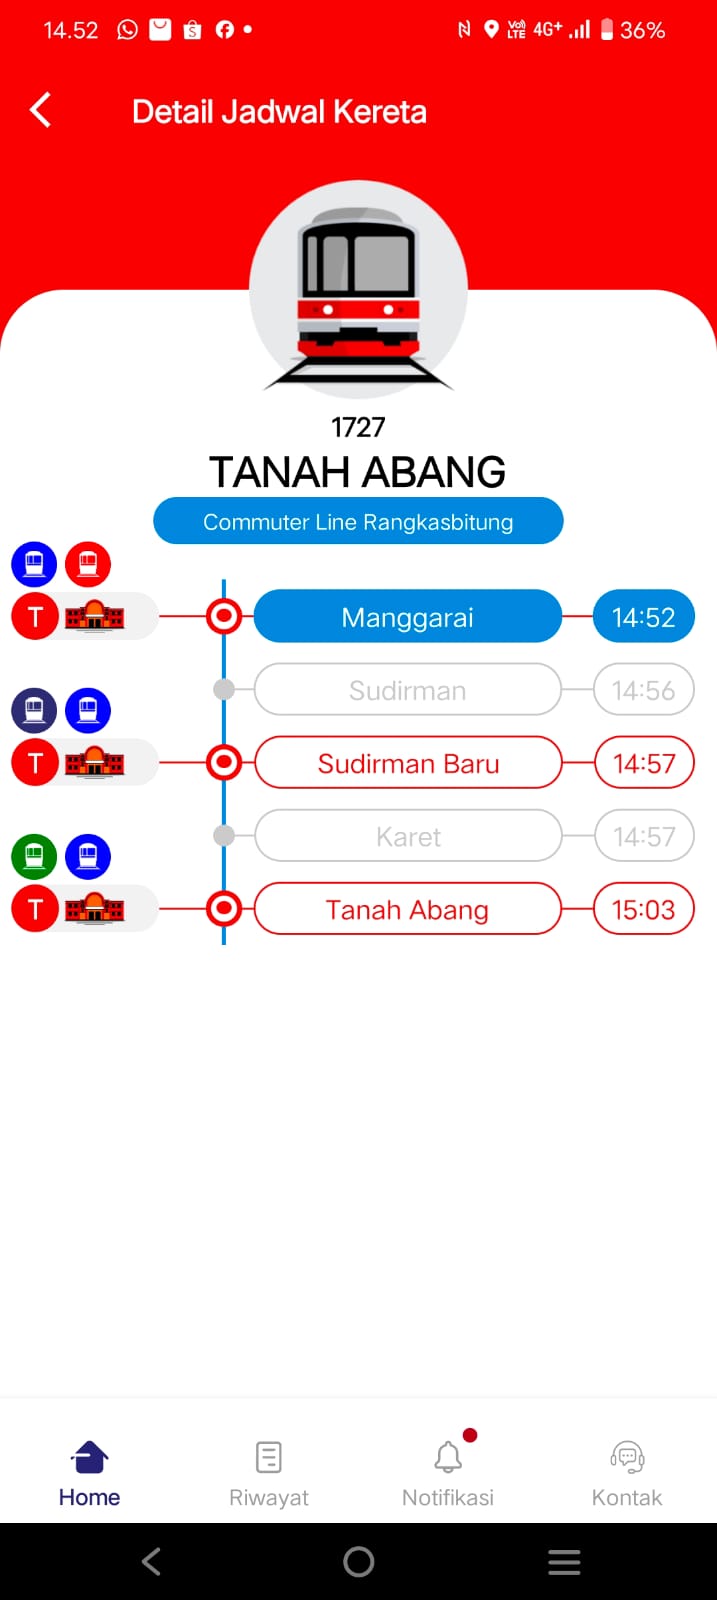 14.52 VoLTE 4G+ 36%
Detail Jadwal Kereta
1727
TANAH ABANG
Commuter Line Rangkasbitung
T Manggarai 14:52
Sudirman 14:56
T Sudirman Baru 14:57
Karet 14:57
T Tanah Abang 15:03
Home Riwayat Notifikasi Kontak